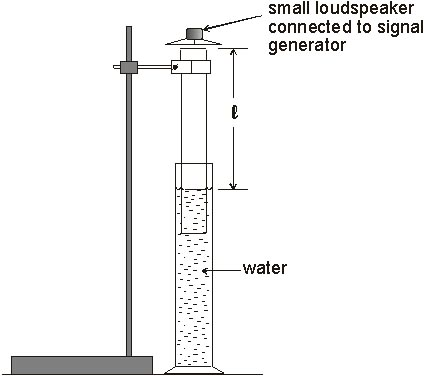 small loudspeaker
connected to signal
generator
ℓ
water